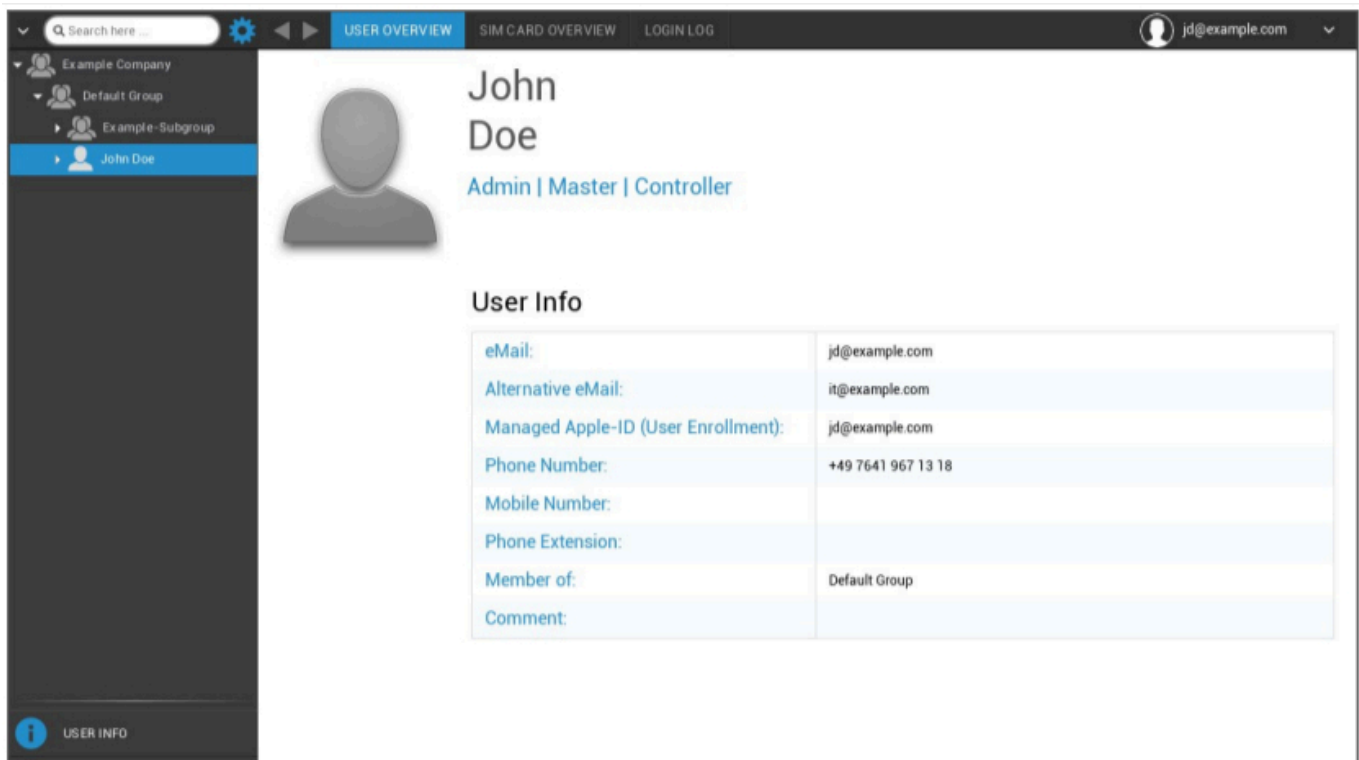 Search here ...
USER OVERVIEW
SIM CARD OVERVIEW
LOGIN LOG
jd@example.com
Example Company
Default Group
Example-Subgroup
John Doe
John
Doe
Admin | Master | Controller
User Info
eMail: jd@example.com
Alternative eMail: it@example.com
Managed Apple-ID (User Enrollment): jd@example.com
Phone Number: +49 7641 967 13 18
Mobile Number:
Phone Extension:
Member of: Default Group
Comment:
USER INFO